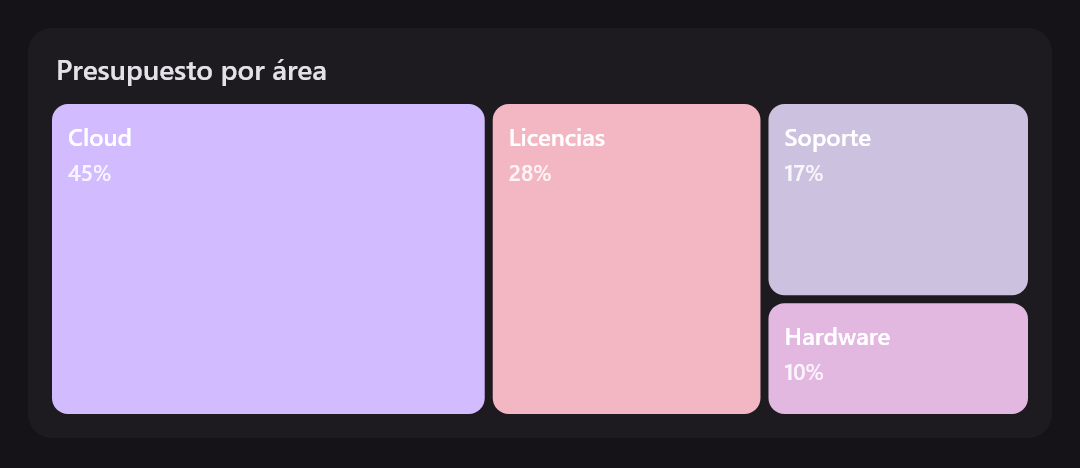 Presupuesto por área
Cloud
45%
Licencias
28%
Soporte
17%
Hardware
10%